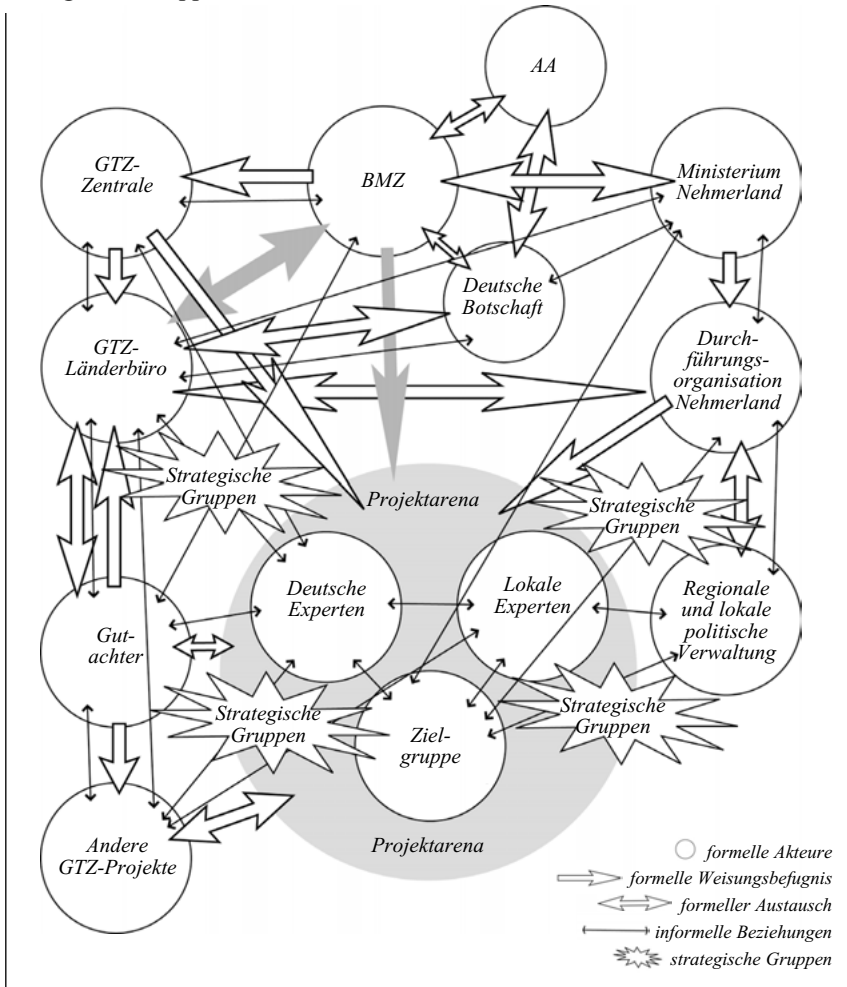 AA
GTZ-
Zentrale
BMZ
Ministerium
Nehmerland
Deutsche
Botschaft
GTZ-
Länderbüro
Durch-
führungs-
organisation
Nehmerland
Strategische
Gruppen
Projektarena
Strategische
Gruppen
Deutsche
Experten
Lokale
Experten
Regionale
und lokale
politische
Verwaltung
Gut-
achter
Strategische
Gruppen
Strategische
Gruppen
Ziel-
gruppe
Andere
GTZ-Projekte
Projektarena
formelle Akteure
formelle Weisungsbefugnis
formeller Austausch
informelle Beziehungen
strategische Gruppen